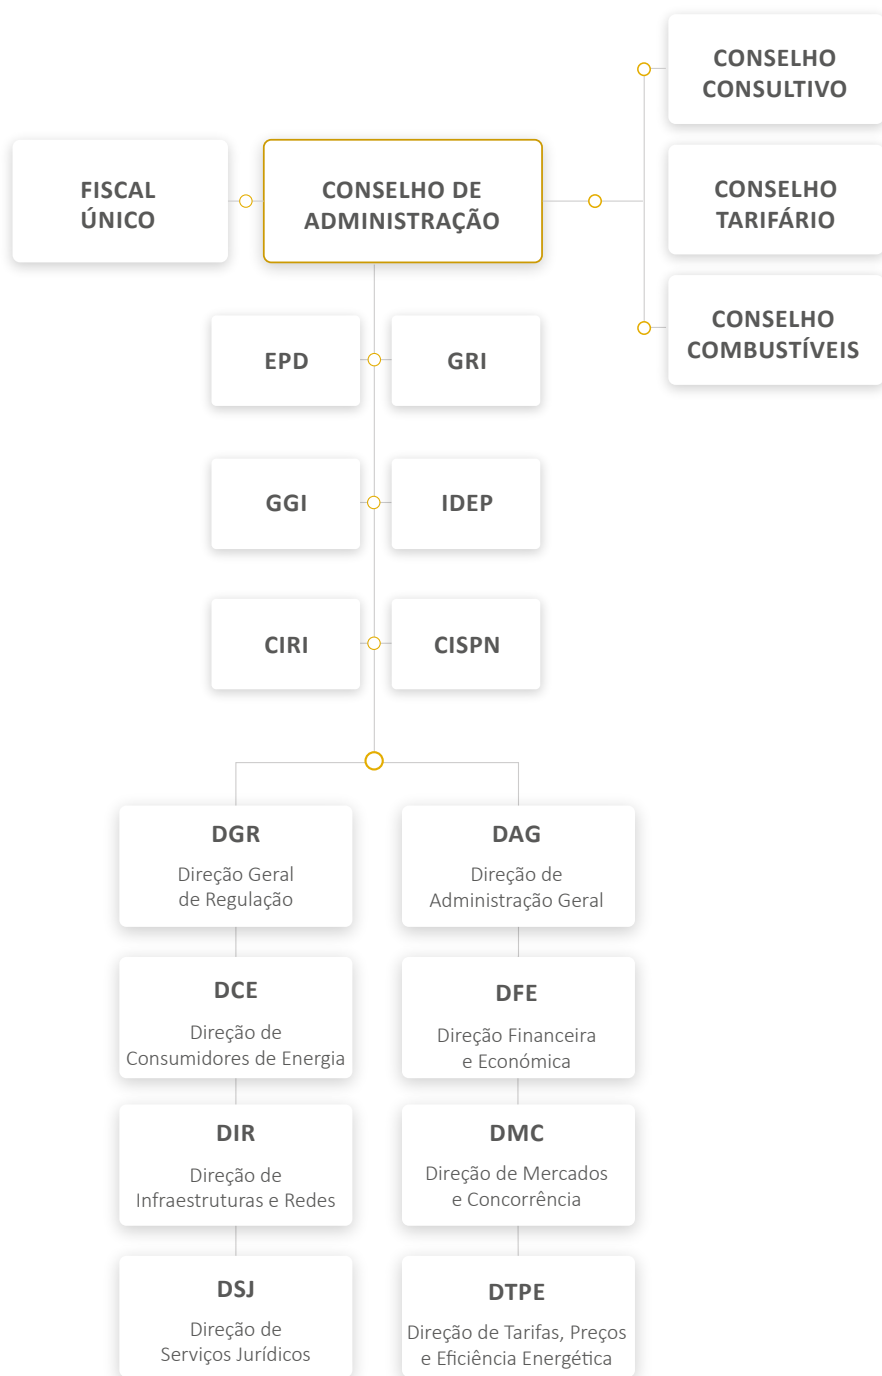 CONSELHO
CONSULTIVO
FISCAL
ÚNICO
CONSELHO DE
ADMINISTRAÇÃO
CONSELHO
TARIFÁRIO
CONSELHO
COMBUSTÍVEIS
EPD
GRI
GGI
IDEP
CIRI
CISPN
DGR
Direção Geral
de Regulação
DAG
Direção de
Administração Geral
DCE
Direção de
Consumidores de Energia
DFE
Direção Financeira
e Económica
DIR
Direção de
Infraestruturas e Redes
DMC
Direção de Mercados
e Concorrência
DSJ
Direção de
Serviços Jurídicos
DTPE
Direção de Tarifas, Preços
e Eficiência Energética